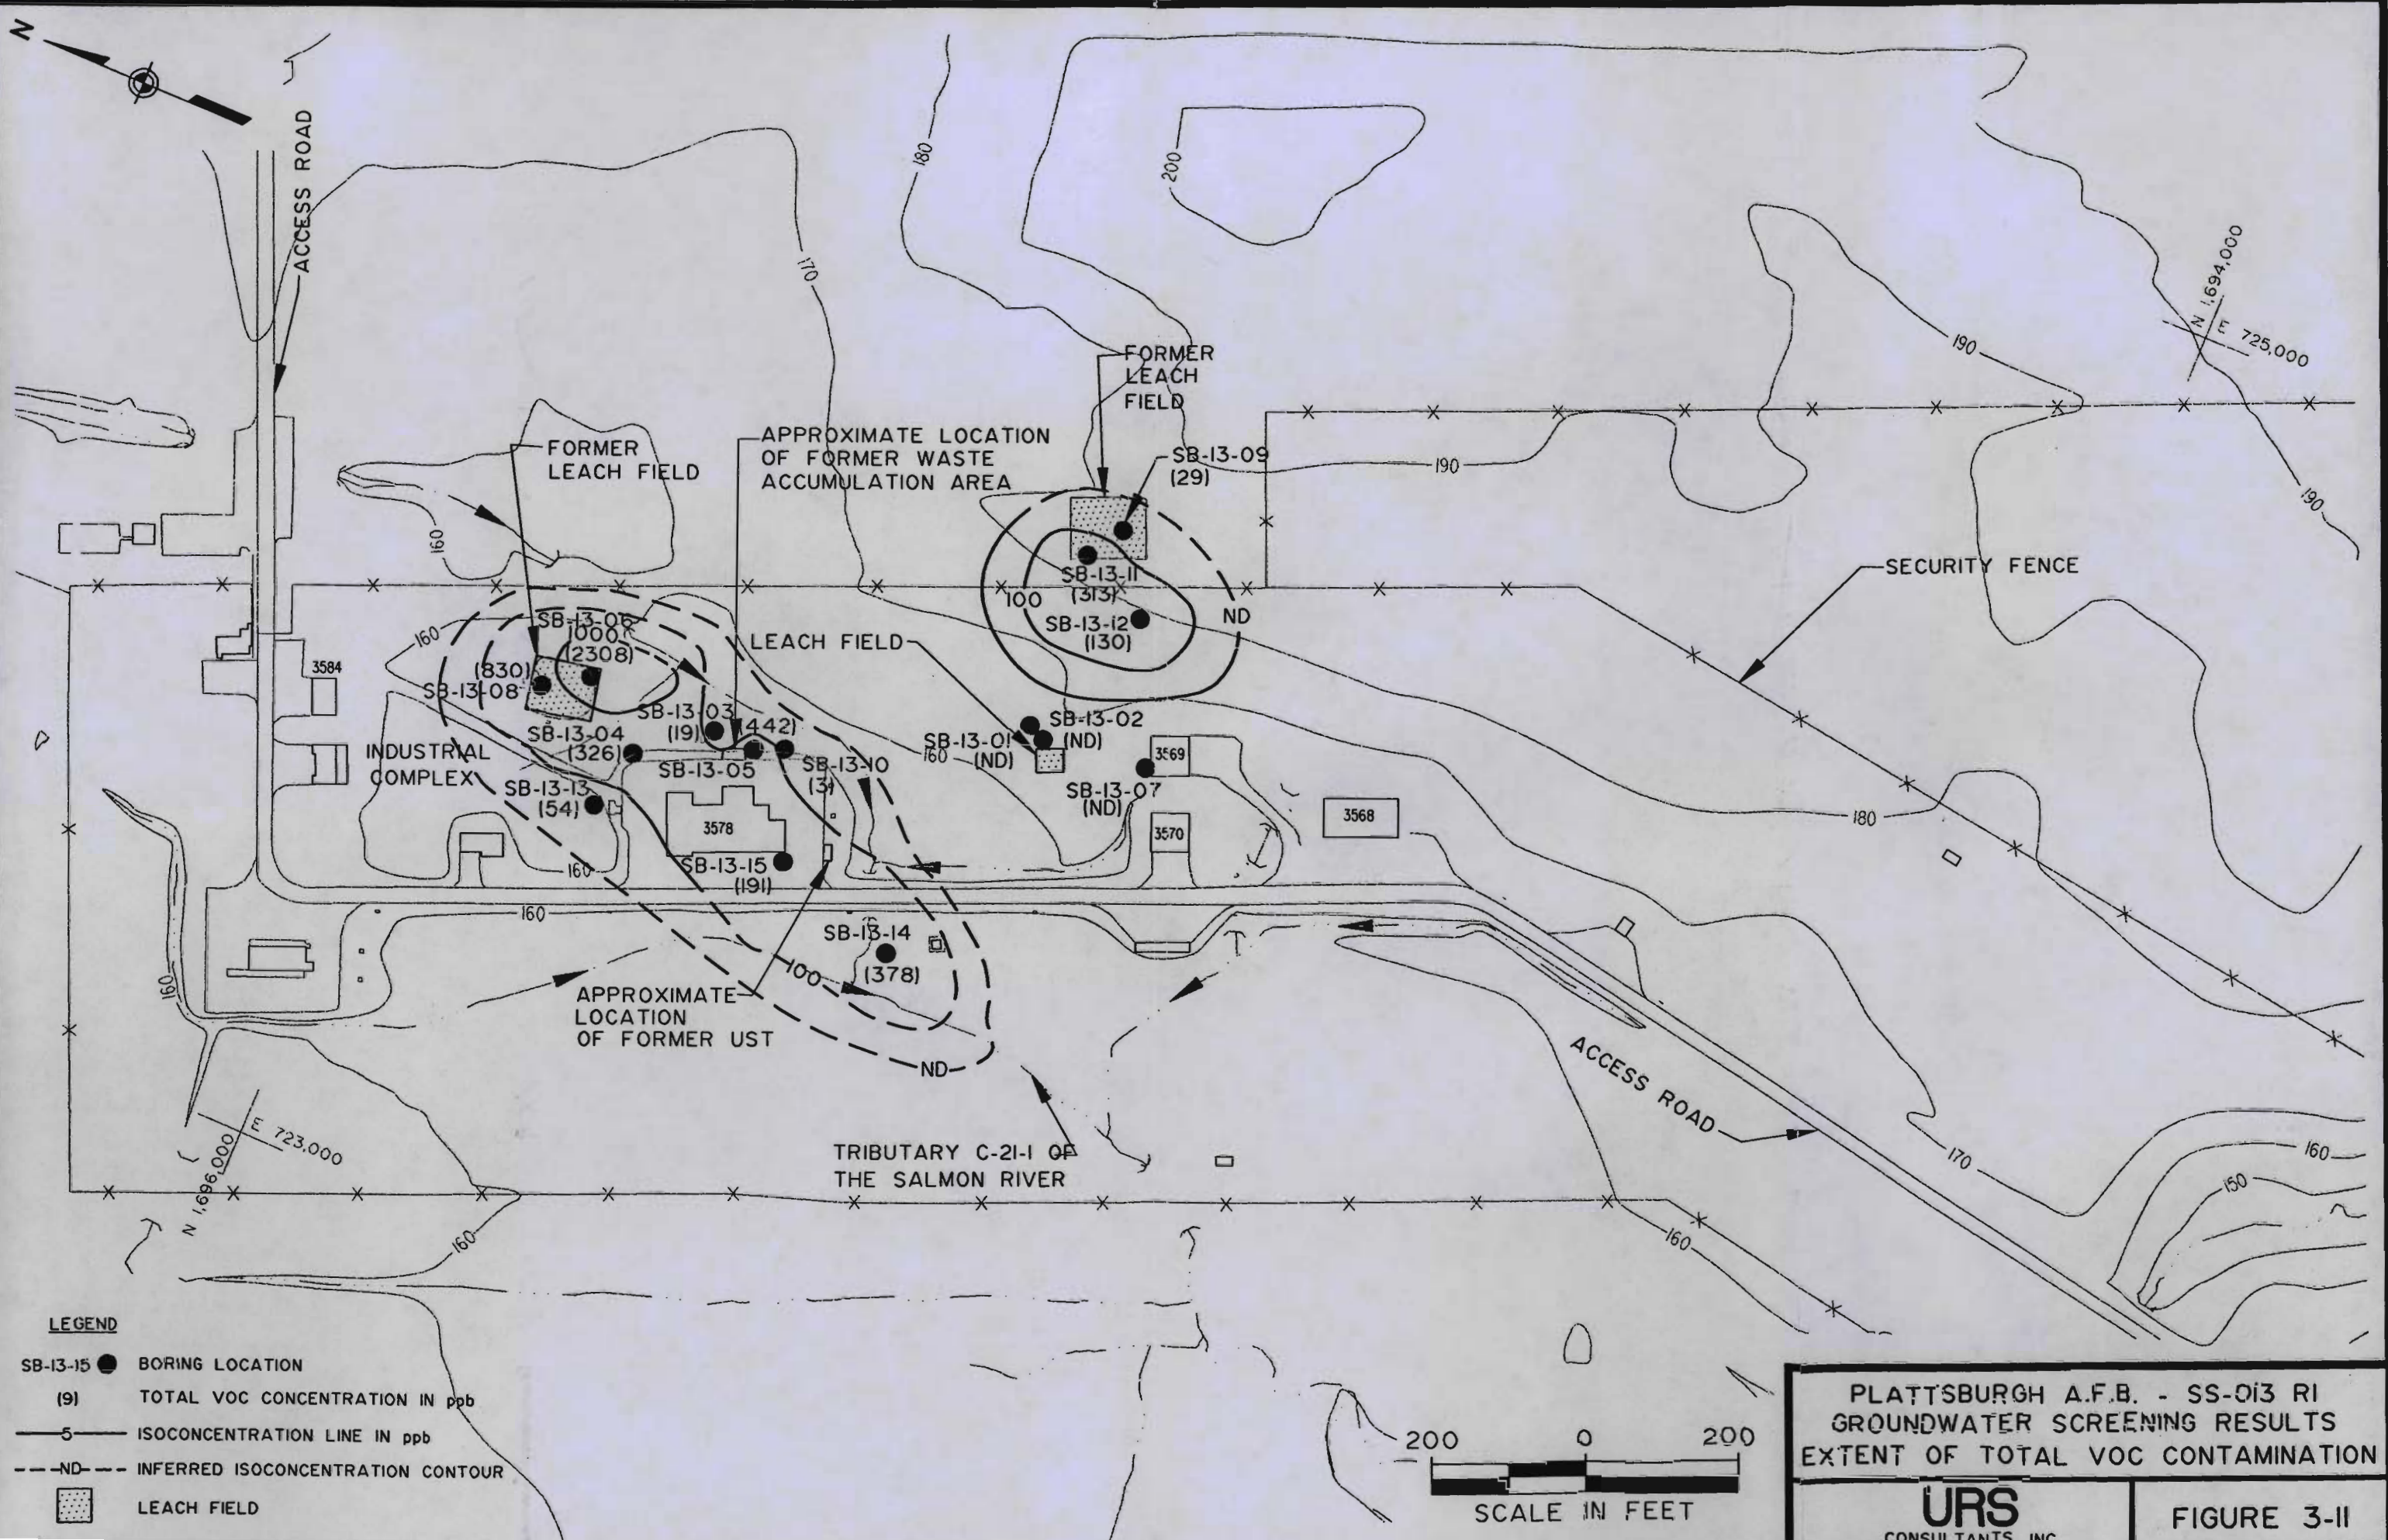 N
ACCESS ROAD
180
200
170
N 1,694,000
E 725,000
190
FORMER
LEACH
FIELD
FORMER
LEACH FIELD
APPROXIMATE LOCATION
OF FORMER WASTE
ACCUMULATION AREA
SB-13-09
(29)
190
190
160
SECURITY FENCE
SB-13-11
(313)
100
SB-13-12
(130)
ND
160
SB-13-06
1000
(2308)
LEACH FIELD
3584
(830)
SB-13-08
SB-13-03
(19)
(442)
SB-13-02
(ND)
SB-13-04
(326)
SB-13-01
(ND)
160
3569
INDUSTRIAL
COMPLEX
SB-13-05
SB-13-10
(3)
SB-13-07
(ND)
SB-13-13
(54)
3578
3570
3568
180
SB-13-15
(191)
160
160
SB-13-14
(378)
100
160
APPROXIMATE
LOCATION
OF FORMER UST
ND
ACCESS ROAD
E 723,000
N 1,696,000
TRIBUTARY C-21-1 OF
THE SALMON RIVER
170
160
150
160
160
LEGEND
SB-13-15 BORING LOCATION
(9) TOTAL VOC CONCENTRATION IN ppb
5 ISOCONCENTRATION LINE IN ppb
ND INFERRED ISOCONCENTRATION CONTOUR
LEACH FIELD
200 0 200
SCALE IN FEET
PLATTSBURGH A.F.B. - SS-013 RI
GROUNDWATER SCREENING RESULTS
EXTENT OF TOTAL VOC CONTAMINATION
URS
CONSULTANTS, INC.
FIGURE 3-11